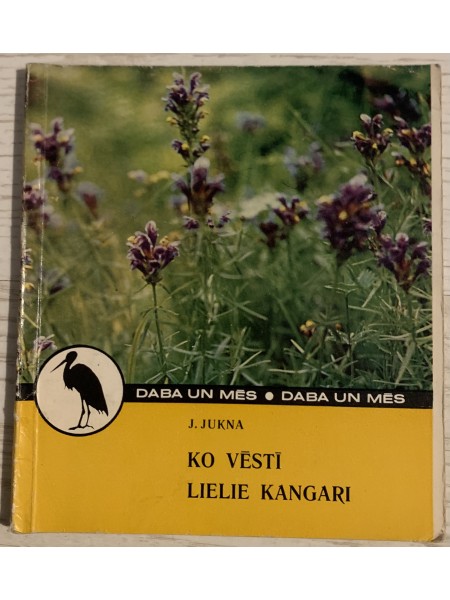 DABA UN MĒS ● DABA UN MĒS
J. JUKNA
KO VĒSTĪ
LIELIE KANGARI